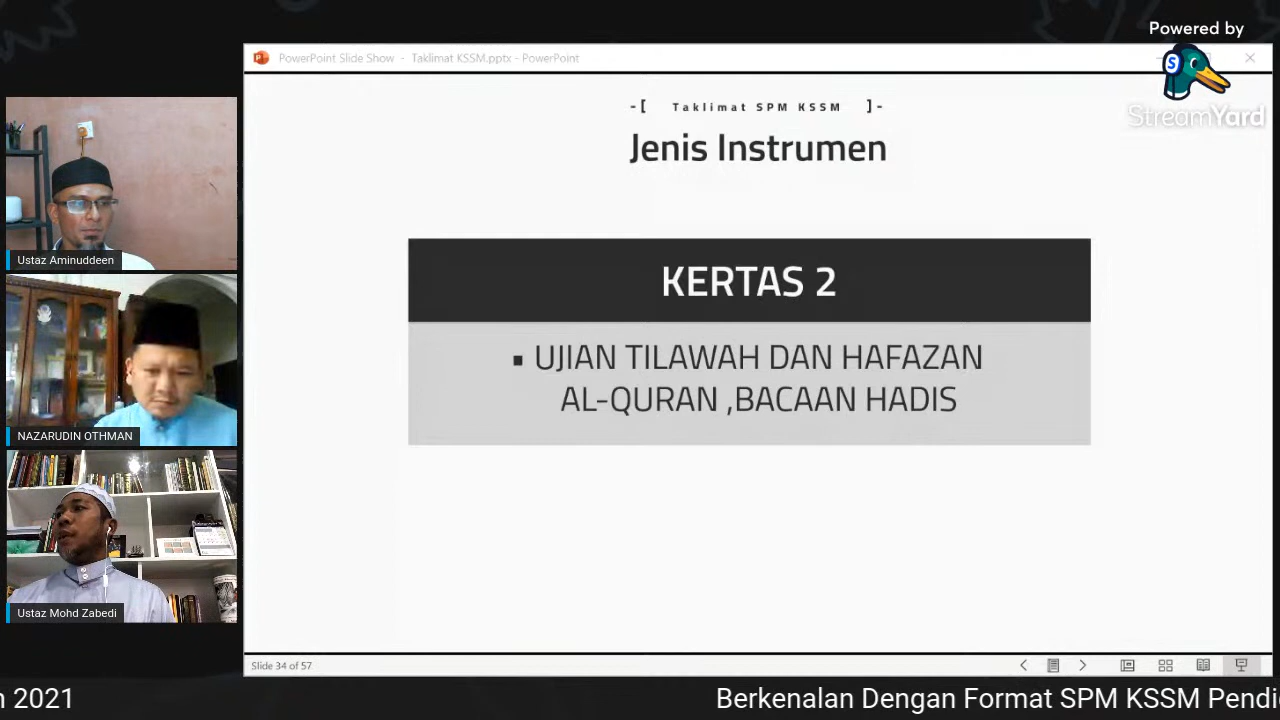 Powered by
StreamYard
PowerPoint Slide Show - Taklimat KSSM.pptx - PowerPoint
-[ Taklimat SPM KSSM ]-
Jenis Instrumen
KERTAS 2
▪ UJIAN TILAWAH DAN HAFAZAN
AL-QURAN ,BACAAN HADIS
Ustaz Aminuddeen
NAZARUDIN OTHMAN
Ustaz Mohd Zabedi
Slide 34 of 57
2021
Berkenalan Dengan Format SPM KSSM